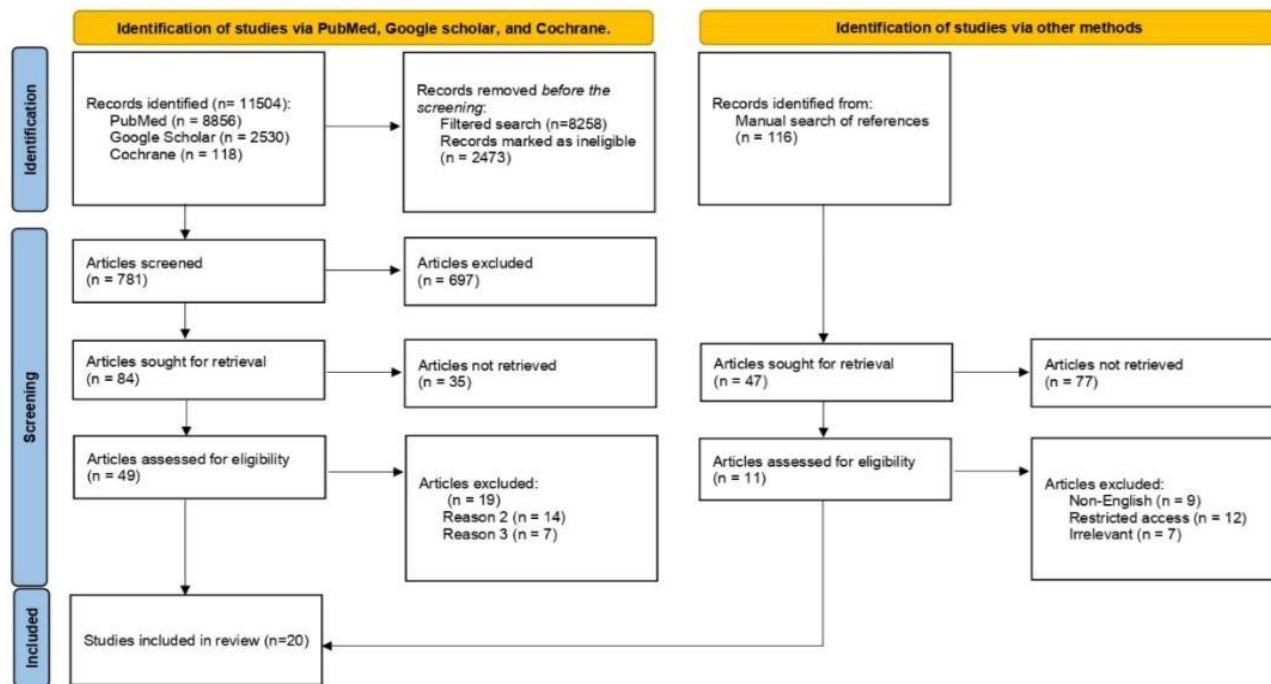 Identification of studies via PubMed, Google scholar, and Cochrane.
Identification of studies via other methods
Identification
Records identified (n= 11504):
PubMed (n = 8856)
Google Scholar (n = 2530)
Cochrane (n = 118)
Records removed before the
screening:
Filtered search (n=8258)
Records marked as ineligible
(n = 2473)
Records identified from:
Manual search of references
(n = 116)
Screening
Articles screened
(n = 781)
Articles excluded
(n = 697)
Articles sought for retrieval
(n = 84)
Articles not retrieved
(n = 35)
Articles sought for retrieval
(n = 47)
Articles not retrieved
(n = 77)
Articles assessed for eligibility
(n = 49)
Articles excluded:
(n = 19)
Reason 2 (n = 14)
Reason 3 (n = 7)
Articles assessed for eligibility
(n = 11)
Articles excluded:
Non-English (n = 9)
Restricted access (n = 12)
Irrelevant (n = 7)
Included
Studies included in review (n=20)